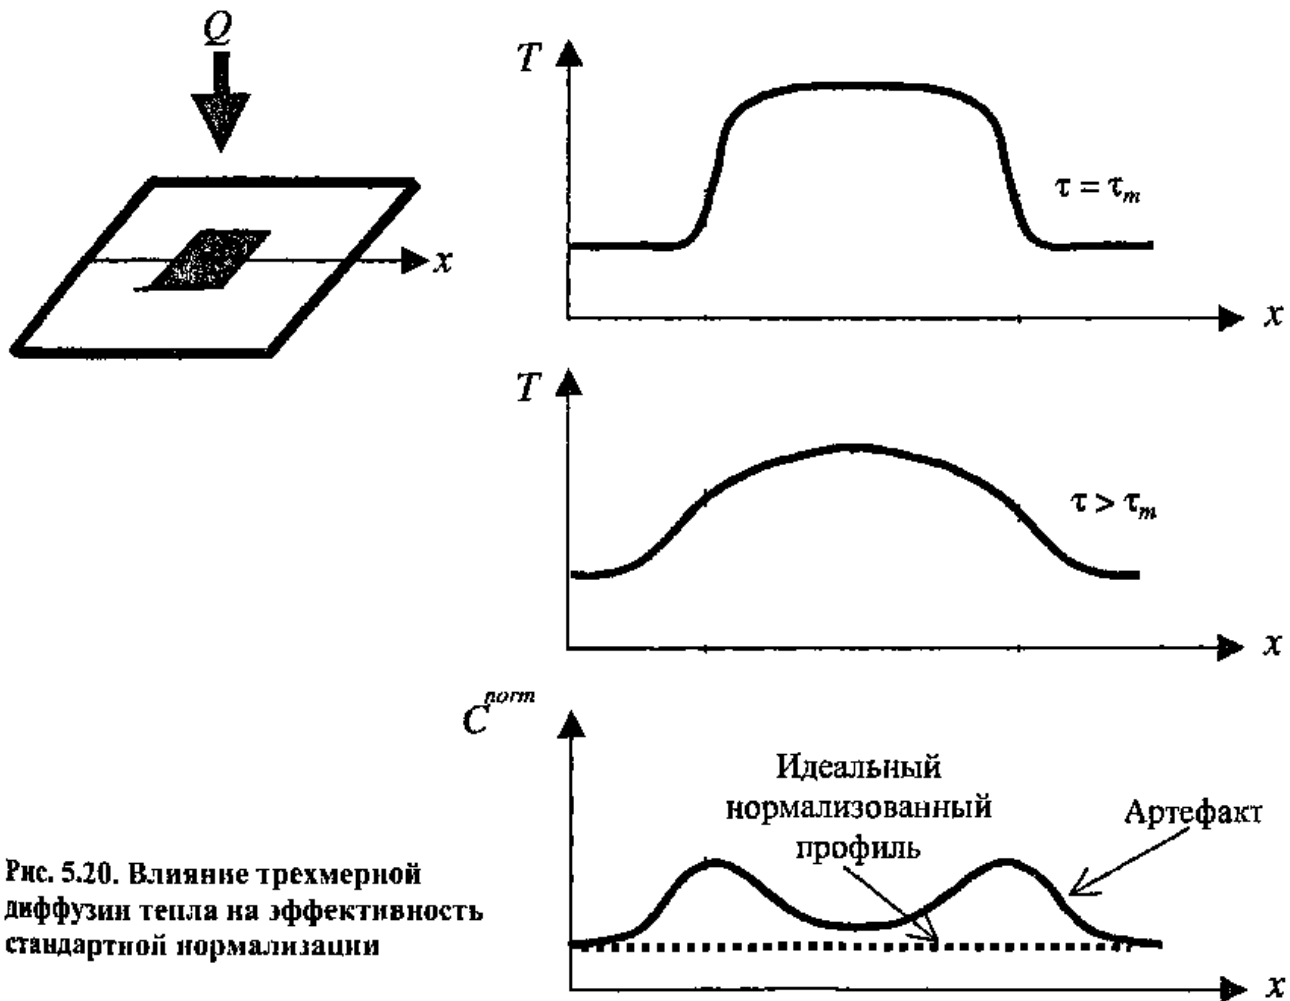 Q
x
T
τ = τm
x
T
τ > τm
x
C^norm
Идеальный
нормализованный
профиль
Артефакт
x
Рис. 5.20. Влияние трехмерной
диффузии тепла на эффективность
стандартной нормализации